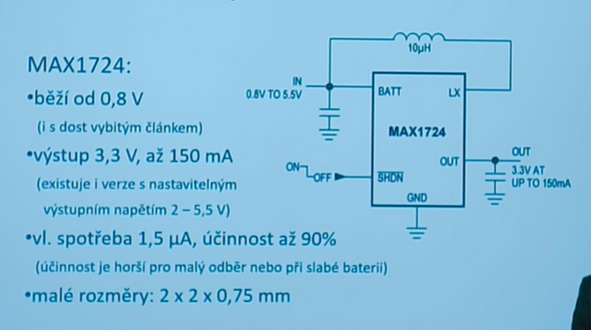 MAX1724:
•běží od 0,8 V
(i s dost vybitým článkem)
•výstup 3,3 V, až 150 mA
(existuje i verze s nastavitelným
výstupním napětím 2 – 5,5 V)
•vl. spotřeba 1,5 µA, účinnost až 90%
(účinnost je horší pro malý odběr nebo při slabé baterii)
•malé rozměry: 2 x 2 x 0,75 mm
10µH
IN
0.8V TO 5.5V
BATT
LX
MAX1724
ON
OFF
SHDN
OUT
GND
OUT
3.3V AT
UP TO 150mA